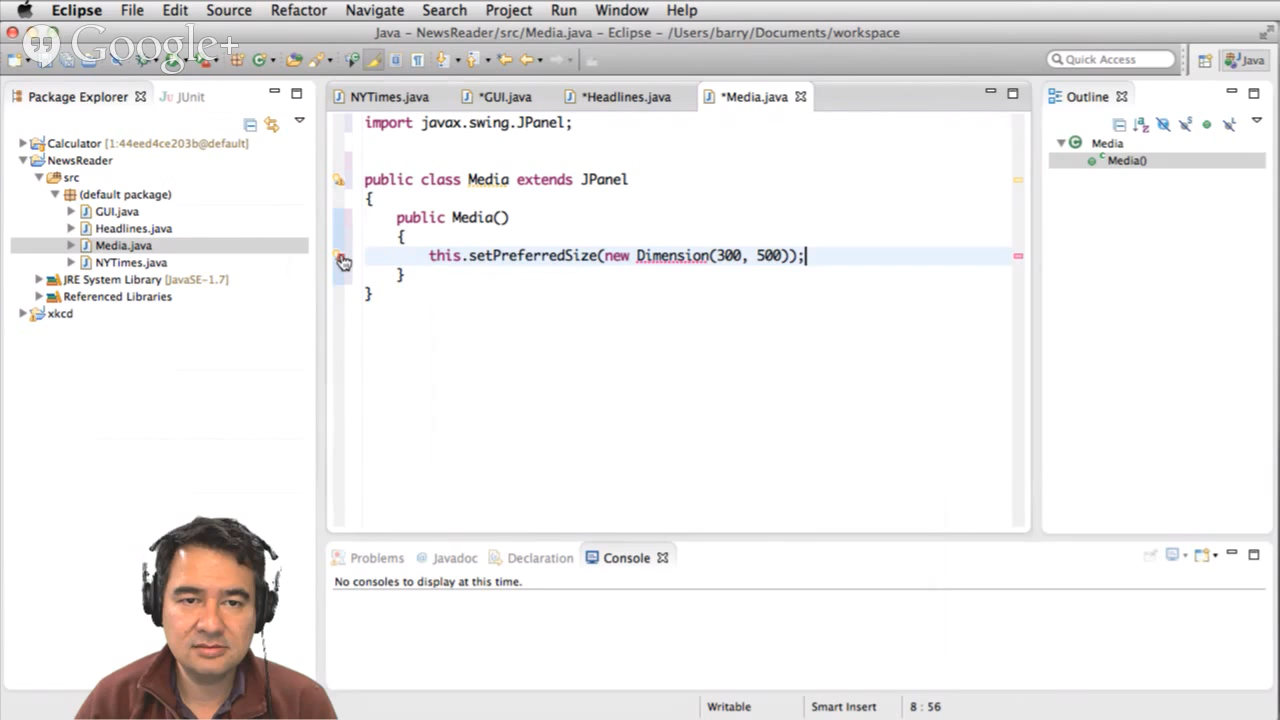 Eclipse File Edit Source Refactor Navigate Search Project Run Window Help
Java - NewsReader/src/Media.java - Eclipse - /Users/barry/Documents/workspace
Google+
Quick Access
Java
Package Explorer JUnit
NYTimes.java *GUI.java *Headlines.java *Media.java
Outline
Calculator [1:44eed4ce203b@default]
NewsReader
src
(default package)
GUI.java
Headlines.java
Media.java
NYTimes.java
JRE System Library [JavaSE-1.7]
Referenced Libraries
xkcd
import javax.swing.JPanel;
public class Media extends JPanel
{
public Media()
{
this.setPreferredSize(new Dimension(300, 500));
}
}
Media
Media()
Problems Javadoc Declaration Console
No consoles to display at this time.
Writable Smart Insert 8 : 56